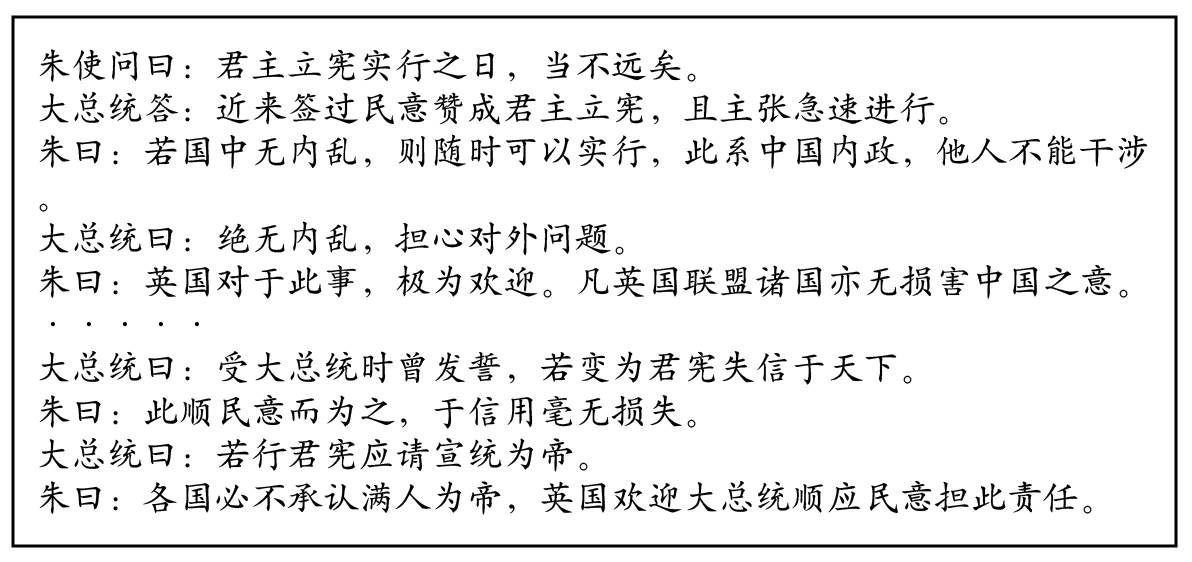 朱使问曰：君主立宪实行之日，当不远矣。
大总统答：近来签过民意赞成君主立宪，且主张急速进行。
朱曰：若国中无内乱，则随时可以实行，此系中国内政，他人不能干涉
。
大总统曰：绝无内乱，担心对外问题。
朱曰：英国对于此事，极为欢迎。凡英国联盟诸国亦无损害中国之意。
·····
大总统曰：受大总统时曾发誓，若变为君宪失信于天下。
朱曰：此顺民意而为之，于信用毫无损失。
大总统曰：若行君宪应请宣统为帝。
朱曰：各国必不承认满人为帝，英国欢迎大总统顺应民意担此责任。